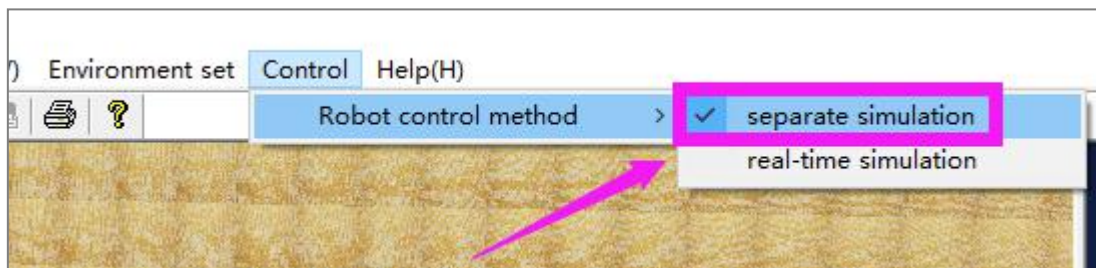 ) Environment set Control Help(H)
Robot control method > separate simulation
real-time simulation